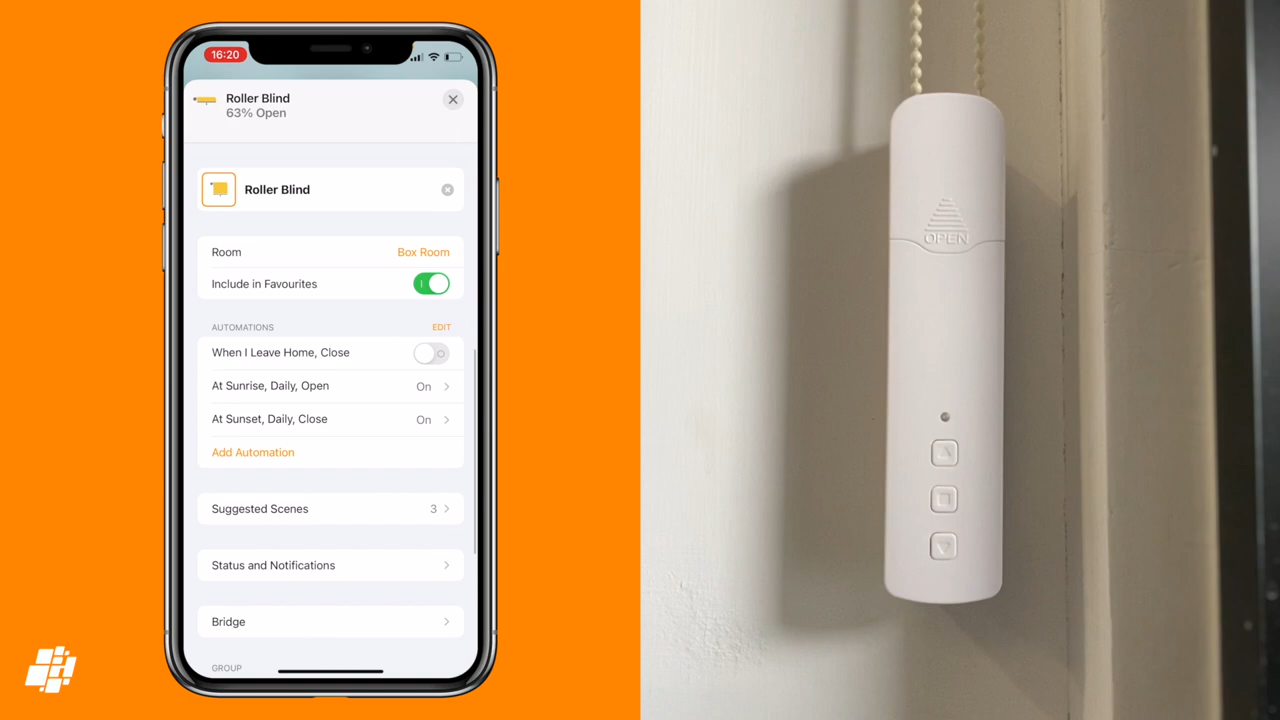 16:20
Roller Blind
63% Open
Roller Blind
Room
Box Room
Include in Favourites
AUTOMATIONS
EDIT
When I Leave Home, Close
At Sunrise, Daily, Open
On
At Sunset, Daily, Close
On
Add Automation
Suggested Scenes
3
Status and Notifications
Bridge
GROUP
OPEN